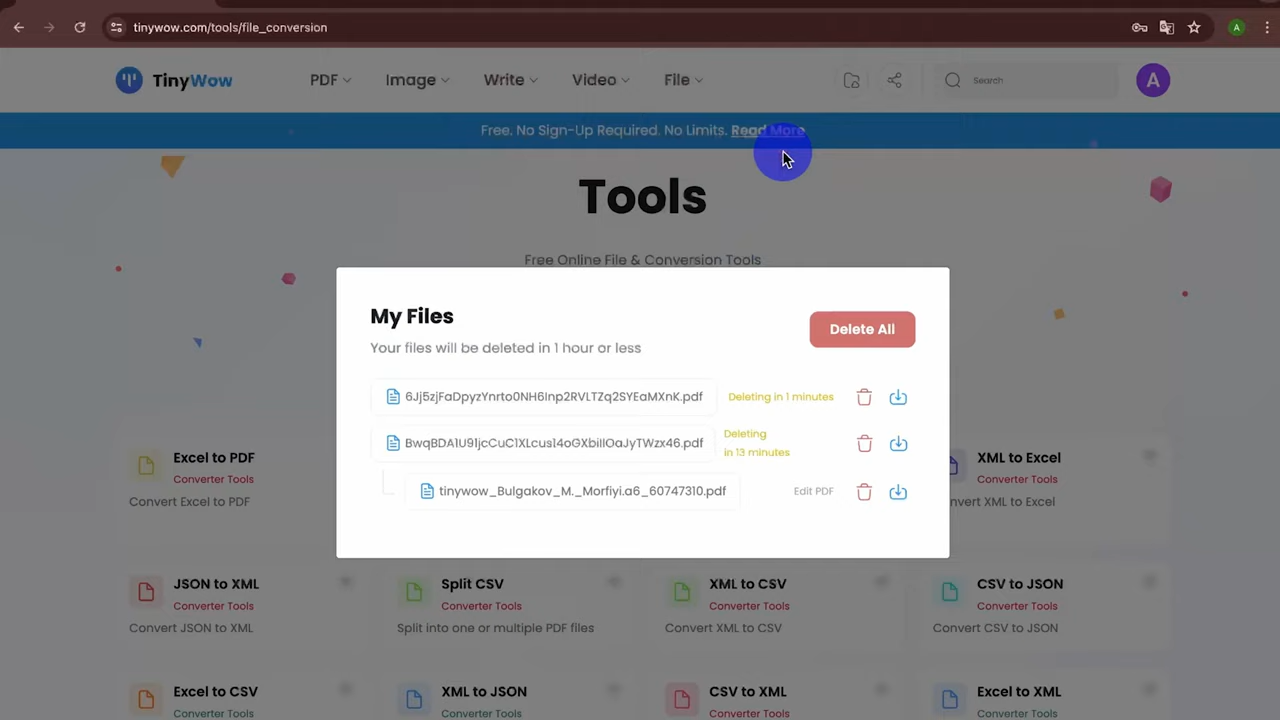 tinywow.com/tools/file_conversion
A
TinyWow
PDF
Image
Write
Video
File
Search
A
Free. No Sign-Up Required. No Limits. Read More
Tools
Free Online File & Conversion Tools
My Files
Delete All
Your files will be deleted in 1 hour or less
6Jj5zjFaDpyzYnrto0NH6Inp2RVLTZq2SYEaMXnK.pdf
Deleting in 1 minutes
BwqBDA1U91jcCuC1XLcus14oGXbiIIOaJyTWzx46.pdf
Deleting
in 13 minutes
tinywow_Bulgakov_M._Morfiyi.a6_60747310.pdf
Edit PDF
Excel to PDF
Converter Tools
Convert Excel to PDF
XML to Excel
Converter Tools
Convert XML to Excel
JSON to XML
Converter Tools
Convert JSON to XML
Split CSV
Converter Tools
Split into one or multiple PDF files
XML to CSV
Converter Tools
Convert XML to CSV
CSV to JSON
Converter Tools
Convert CSV to JSON
Excel to CSV
Converter Tools
XML to JSON
Converter Tools
CSV to XML
Converter Tools
Excel to XML
Converter Tools